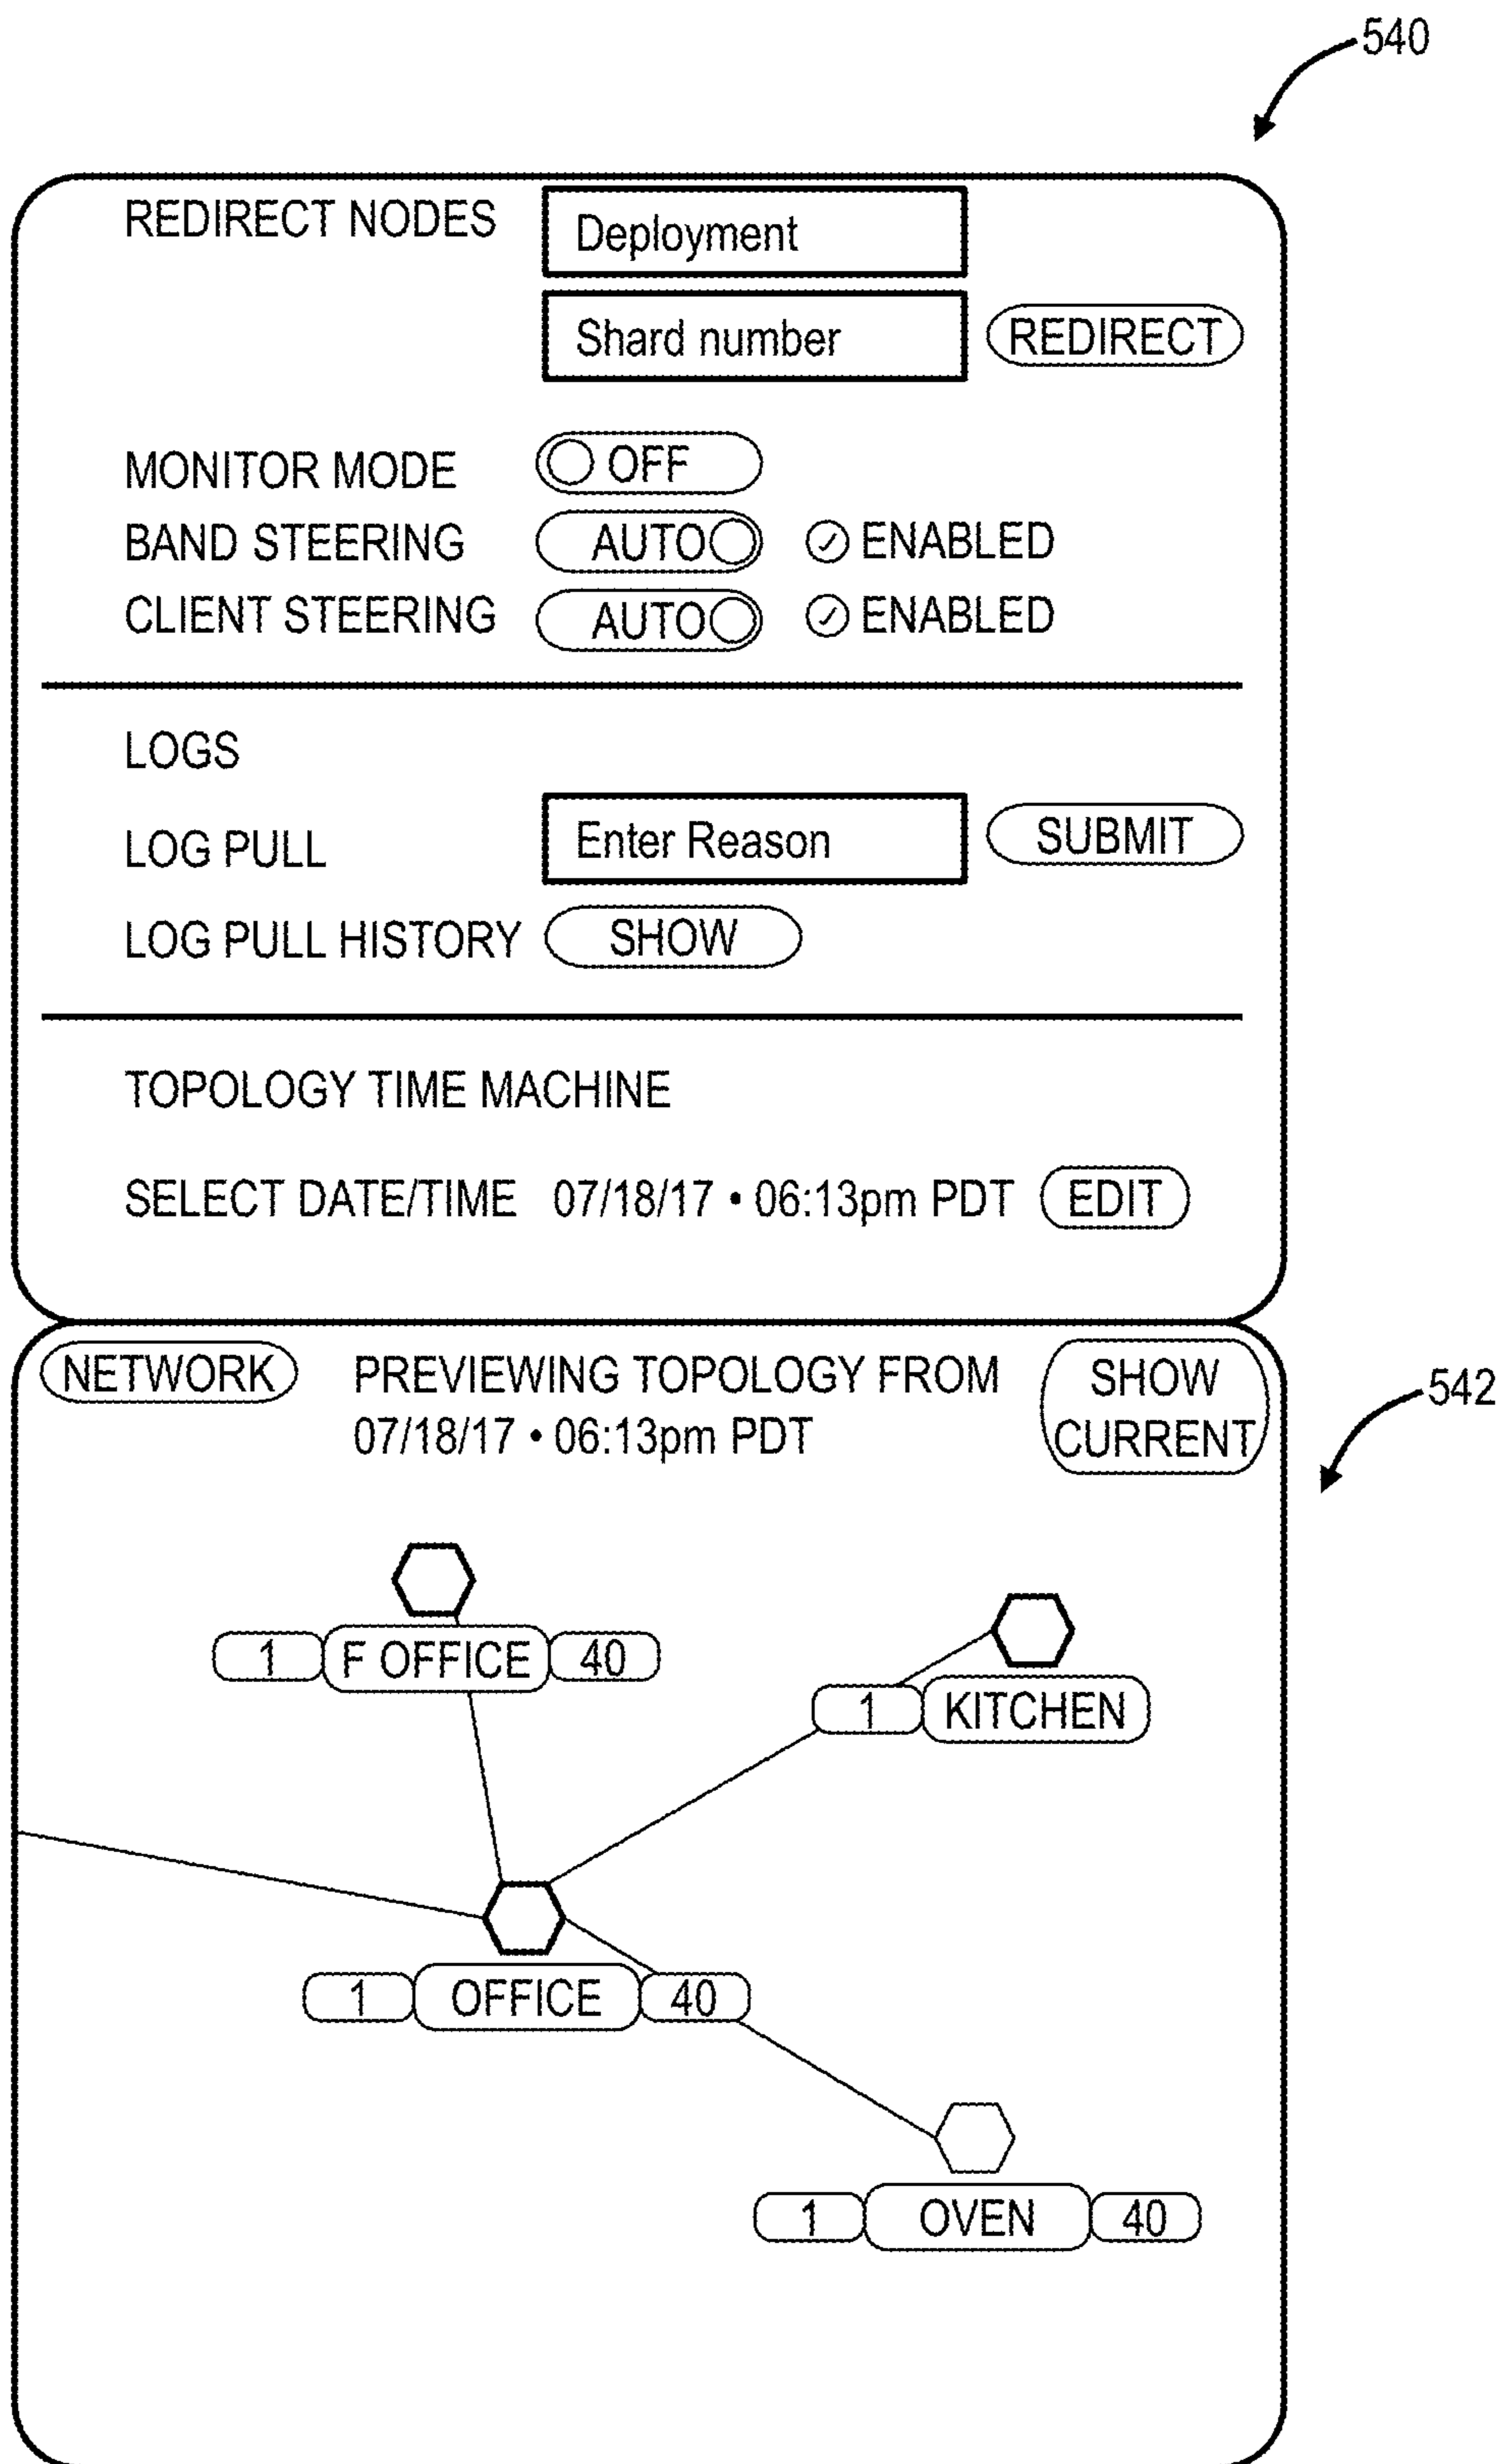 540
REDIRECT NODES Deployment
Shard number REDIRECT
MONITOR MODE OFF
BAND STEERING AUTO ENABLED
CLIENT STEERING AUTO ENABLED
LOGS
LOG PULL Enter Reason SUBMIT
LOG PULL HISTORY SHOW
TOPOLOGY TIME MACHINE
SELECT DATE/TIME 07/18/17 • 06:13pm PDT EDIT
NETWORK PREVIEWING TOPOLOGY FROM SHOW
07/18/17 • 06:13pm PDT CURRENT
542
1 F OFFICE 40
1 KITCHEN
1 OFFICE 40
1 OVEN 40